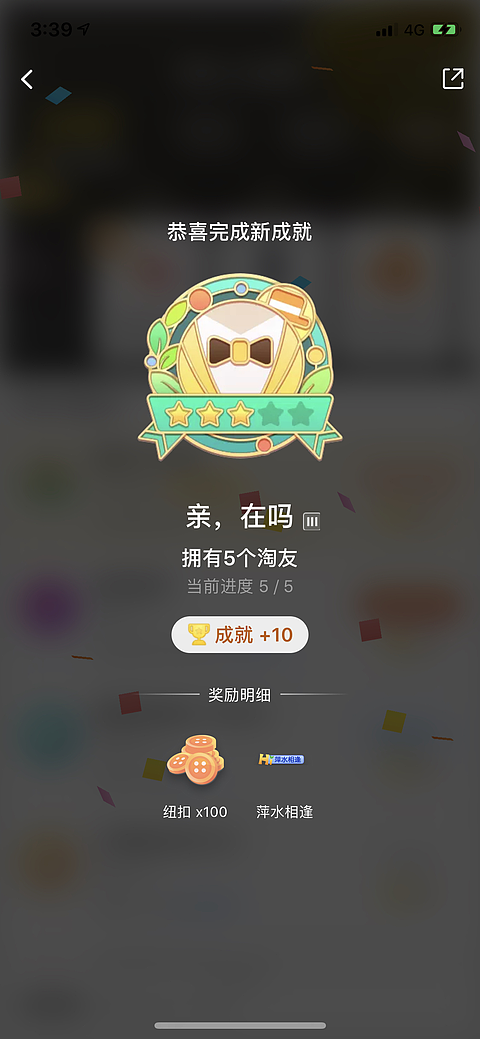 3:39
4G
恭喜完成新成就
亲，在吗 III
拥有5个淘友
当前进度 5 / 5
成就 +10
奖励明细
萍水相逢
纽扣 x100
萍水相逢